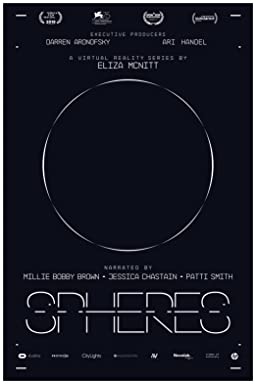 EXECUTIVE PRODUCERS
DARREN ARONOFSKY ARI HANDEL
A VIRTUAL REALITY SERIES BY
ELIZA MCNITT
NARRATED BY
MILLIE BOBBY BROWN • JESSICA CHASTAIN • PATTI SMITH
SPHERES
CityLights